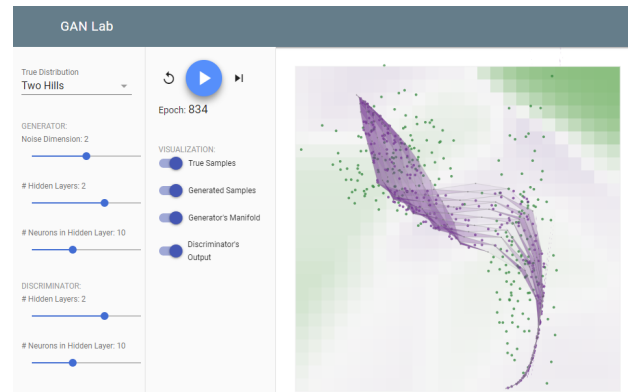 GAN Lab
True Distribution
Two Hills
Epoch: 834
GENERATOR:
Noise Dimension: 2
# Hidden Layers: 2
# Neurons in Hidden Layer: 10
DISCRIMINATOR:
# Hidden Layers: 2
# Neurons in Hidden Layer: 10
VISUALIZATION:
True Samples
Generated Samples
Generator's Manifold
Discriminator's
Output